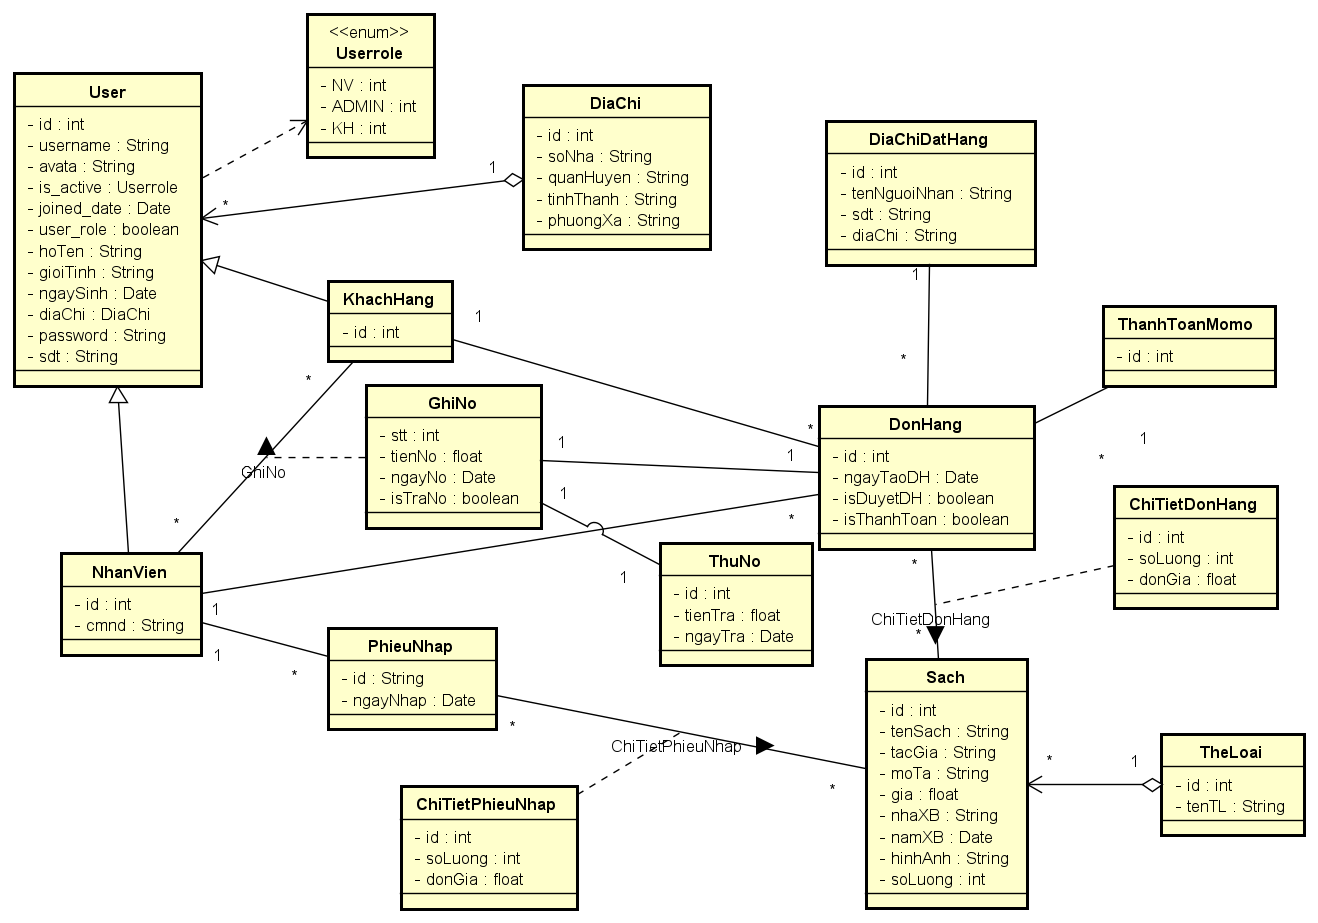 <<enum>>
Userrole
- NV : int
- ADMIN : int
- KH : int
User
- id : int
- username : String
- avata : String
- is_active : Userrole
- joined_date : Date
- user_role : boolean
- hoTen : String
- gioiTinh : String
- ngaySinh : Date
- diaChi : DiaChi
- password : String
- sdt : String
DiaChi
- id : int
- soNha : String
- quanHuyen : String
- tinhThanh : String
- phuongXa : String
1
*
DiaChiDatHang
- id : int
- tenNguoiNhan : String
- sdt : String
- diaChi : String
1
*
KhachHang
- id : int
1
*
ThanhToanMomo
- id : int
1
*
GhiNo
- stt : int
- tienNo : float
- ngayNo : Date
- isTraNo : boolean
1
1
1
1
*
GhiNo
*
DonHang
- id : int
- ngayTaoDH : Date
- isDuyetDH : boolean
- isThanhToan : boolean
*
*
ChiTietDonHang
- id : int
- soLuong : int
- donGia : float
ChiTietDonHang
*
ThuNo
- id : int
- tienTra : float
- ngayTra : Date
NhanVien
- id : int
- cmnd : String
1
1
*
PhieuNhap
- id : String
- ngayNhap : Date
*
ChiTietPhieuNhap
*
Sach
- id : int
- tenSach : String
- tacGia : String
- moTa : String
- gia : float
- nhaXB : String
- namXB : Date
- hinhAnh : String
- soLuong : int
*
1
TheLoai
- id : int
- tenTL : String
ChiTietPhieuNhap
- id : int
- soLuong : int
- donGia : float